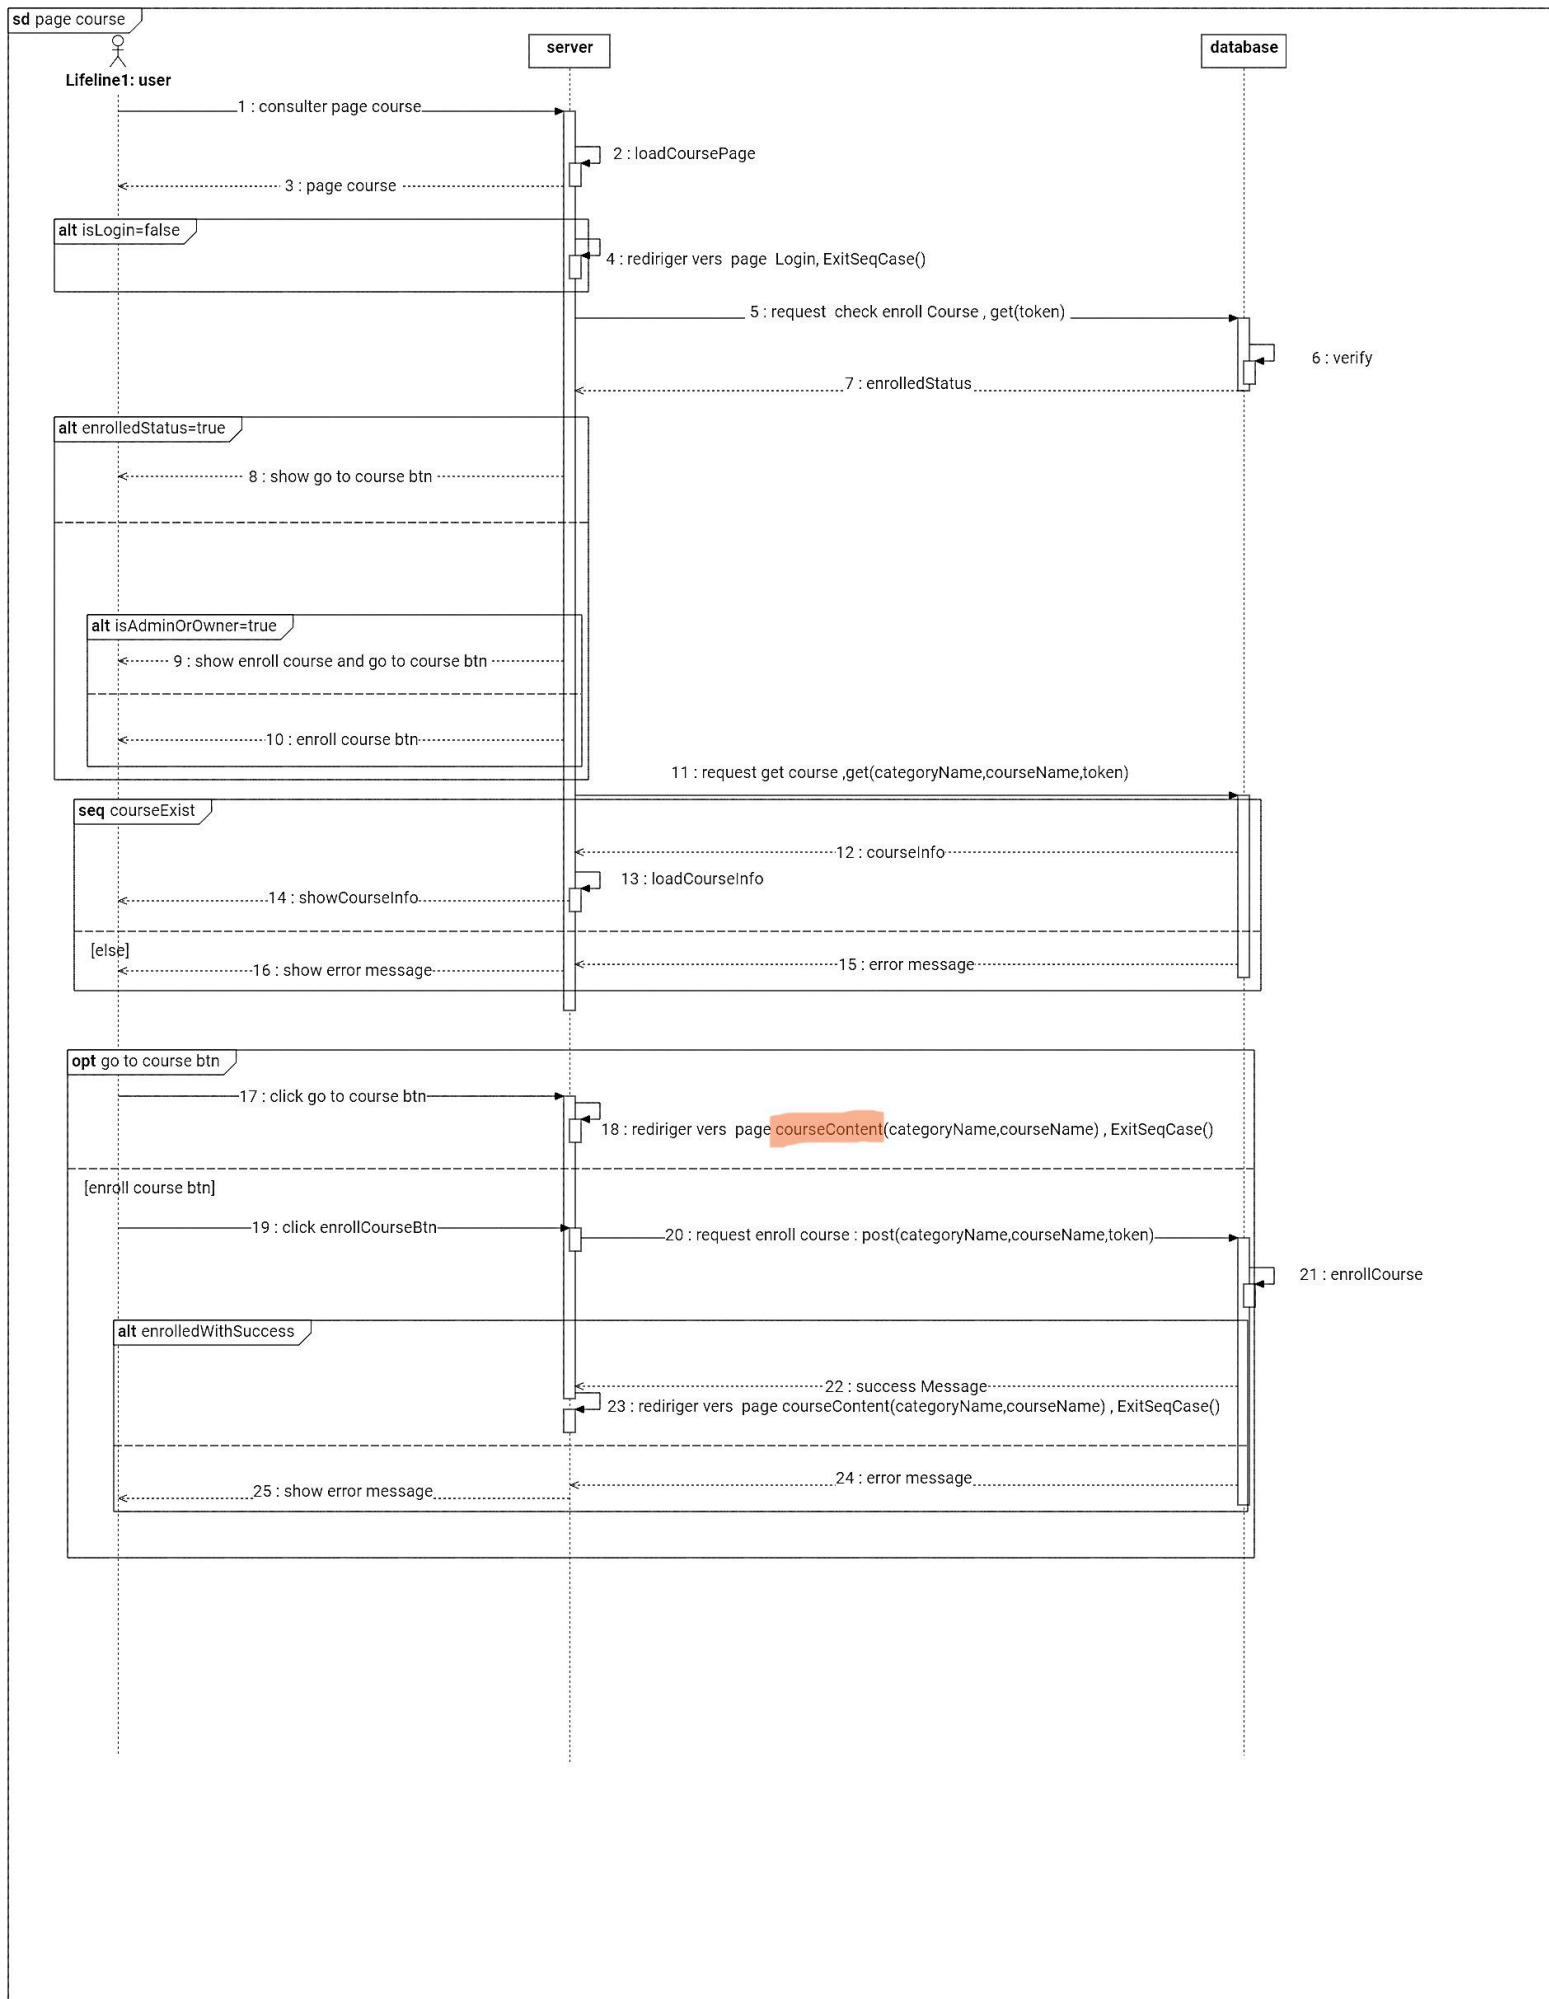 sd page course
server
database
Lifeline1: user
1 : consulter page course
2 : loadCoursePage
3 : page course
alt isLogin=false
4 : rediriger vers page Login, ExitSeqCase()
5 : request check enroll Course , get(token)
6 : verify
7 : enrolledStatus
alt enrolledStatus=true
8 : show go to course btn
alt isAdminOrOwner=true
9 : show enroll course and go to course btn
10 : enroll course btn
11 : request get course ,get(categoryName,courseName,token)
seq courseExist
12 : courseInfo
13 : loadCourseInfo
14 : showCourseInfo
[else]
15 : error message
16 : show error message
opt go to course btn
17 : click go to course btn
18 : rediriger vers page courseContent(categoryName,courseName) , ExitSeqCase()
[enroll course btn]
19 : click enrollCourseBtn
20 : request enroll course : post(categoryName,courseName,token)
21 : enrollCourse
alt enrolledWithSuccess
22 : success Message
23 : rediriger vers page courseContent(categoryName,courseName) , ExitSeqCase()
24 : error message
25 : show error message